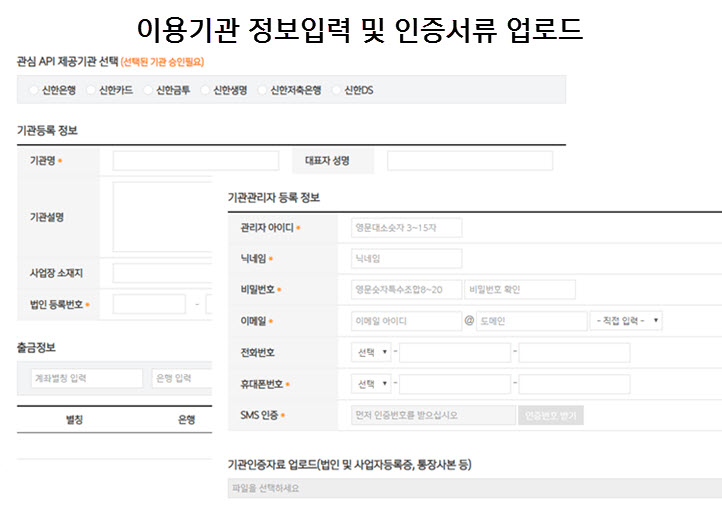 이용기관 정보입력 및 인증서류 업로드
관심 API 제공기관 선택 (선택된 기관 승인필요)
신한은행 신한카드 신한금투 신한생명 신한저축은행 신한DS
기관등록 정보
기관명 • 대표자 성명
기관설명
사업장 소재지
법인 등록번호 • -
출금정보
계좌별칭 입력 은행 입력
별칭 은행
기관관리자 등록 정보
관리자 아이디 • 영문대소숫자 3~15자
닉네임 • 닉네임
비밀번호 • 영문숫자특수조합8~20 비밀번호 확인
이메일 • 이메일 아이디 @ 도메인 - 직접 입력 -
전화번호 선택 - -
휴대폰번호 • 선택 - -
SMS 인증 • 먼저 인증번호를 받으십시오 인증번호 받기
기관인증자료 업로드(법인 및 사업자등록증, 통장사본 등)
파일을 선택하세요